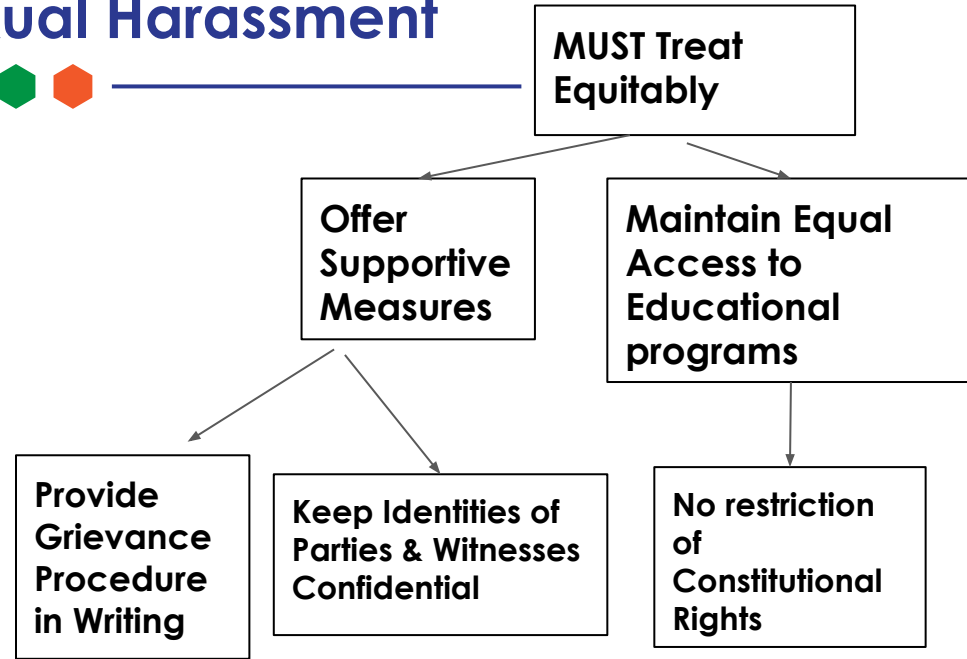 Harassment
MUST Treat
Equitably
Offer
Supportive
Measures
Maintain Equal
Access to
Educational
programs
Provide
Grievance
Procedure
in Writing
Keep Identities of
Parties & Witnesses
Confidential
No restriction
of
Constitutional
Rights